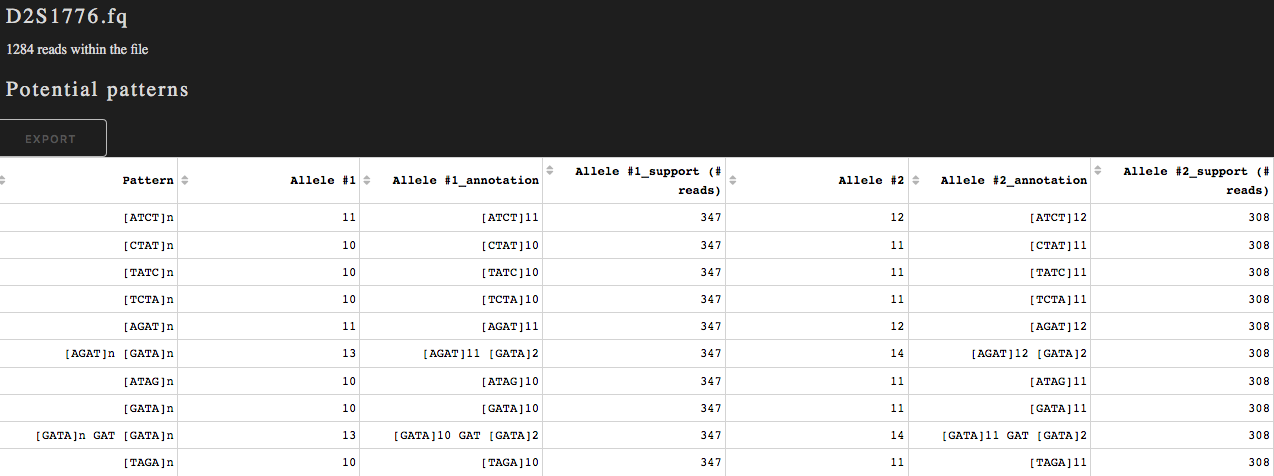 D2S1776.fq
1284 reads within the file
Potential patterns
EXPORT
Pattern Allele #1 Allele #1_annotation Allele #1_support (# reads) Allele #2 Allele #2_annotation Allele #2_support (# reads)
[ATCT]n 11 [ATCT]11 347 12 [ATCT]12 308
[CTAT]n 10 [CTAT]10 347 11 [CTAT]11 308
[TATC]n 10 [TATC]10 347 11 [TATC]11 308
[TCTA]n 10 [TCTA]10 347 11 [TCTA]11 308
[AGAT]n 11 [AGAT]11 347 12 [AGAT]12 308
[AGAT]n [GATA]n 13 [AGAT]11 [GATA]2 347 14 [AGAT]12 [GATA]2 308
[ATAG]n 10 [ATAG]10 347 11 [ATAG]11 308
[GATA]n 10 [GATA]10 347 11 [GATA]11 308
[GATA]n GAT [GATA]n 13 [GATA]10 GAT [GATA]2 347 14 [GATA]11 GAT [GATA]2 308
[TAGA]n 10 [TAGA]10 347 11 [TAGA]11 308